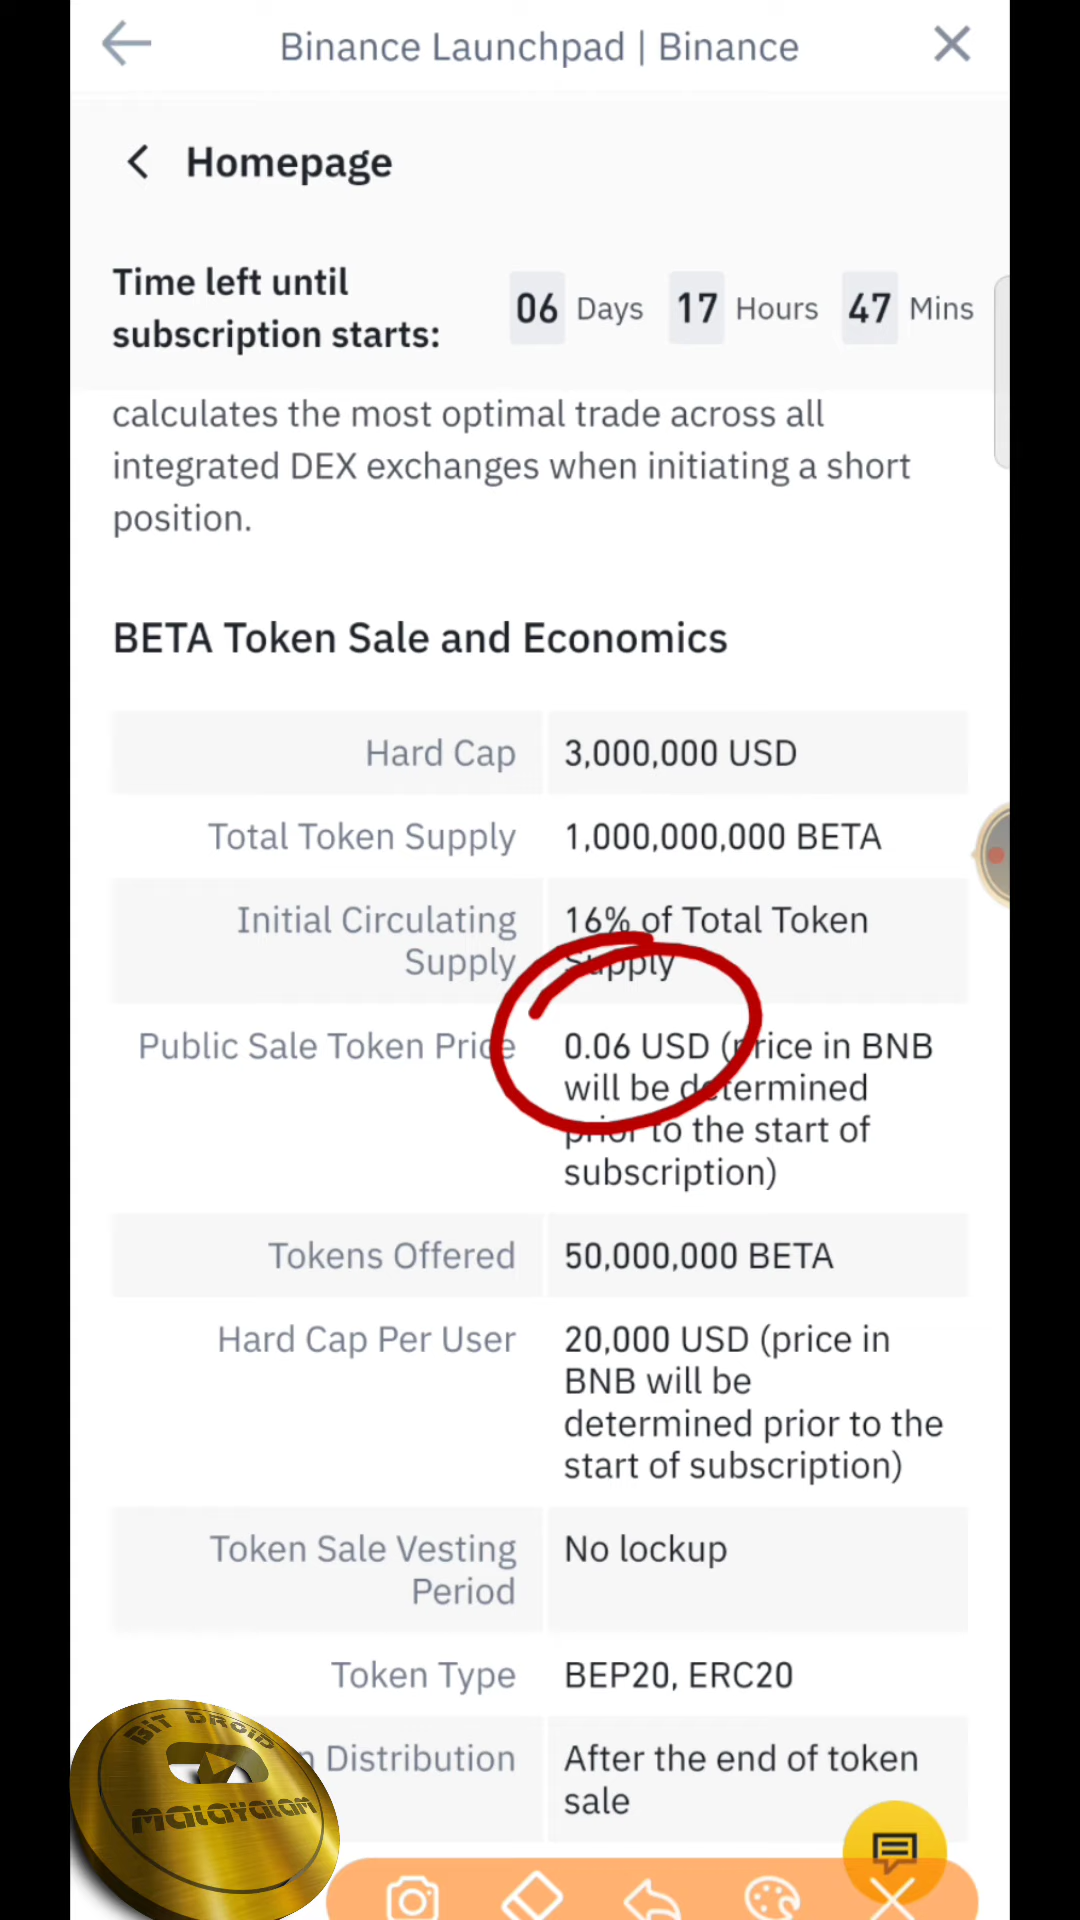 Binance Launchpad | Binance
Homepage
Time left until
subscription starts:
06 Days 17 Hours 47 Mins
calculates the most optimal trade across all
integrated DEX exchanges when initiating a short
position.
BETA Token Sale and Economics
Hard Cap 3,000,000 USD
Total Token Supply 1,000,000,000 BETA
Initial Circulating 16% of Total Token
Supply Supply
Public Sale Token Price 0.06 USD (price in BNB
will be determined
prior to the start of
subscription)
Tokens Offered 50,000,000 BETA
Hard Cap Per User 20,000 USD (price in
BNB will be
determined prior to the
start of subscription)
Token Sale Vesting No lockup
Period
Token Type BEP20, ERC20
Distribution After the end of token
sale
BiT DROiD
MALAYALAM